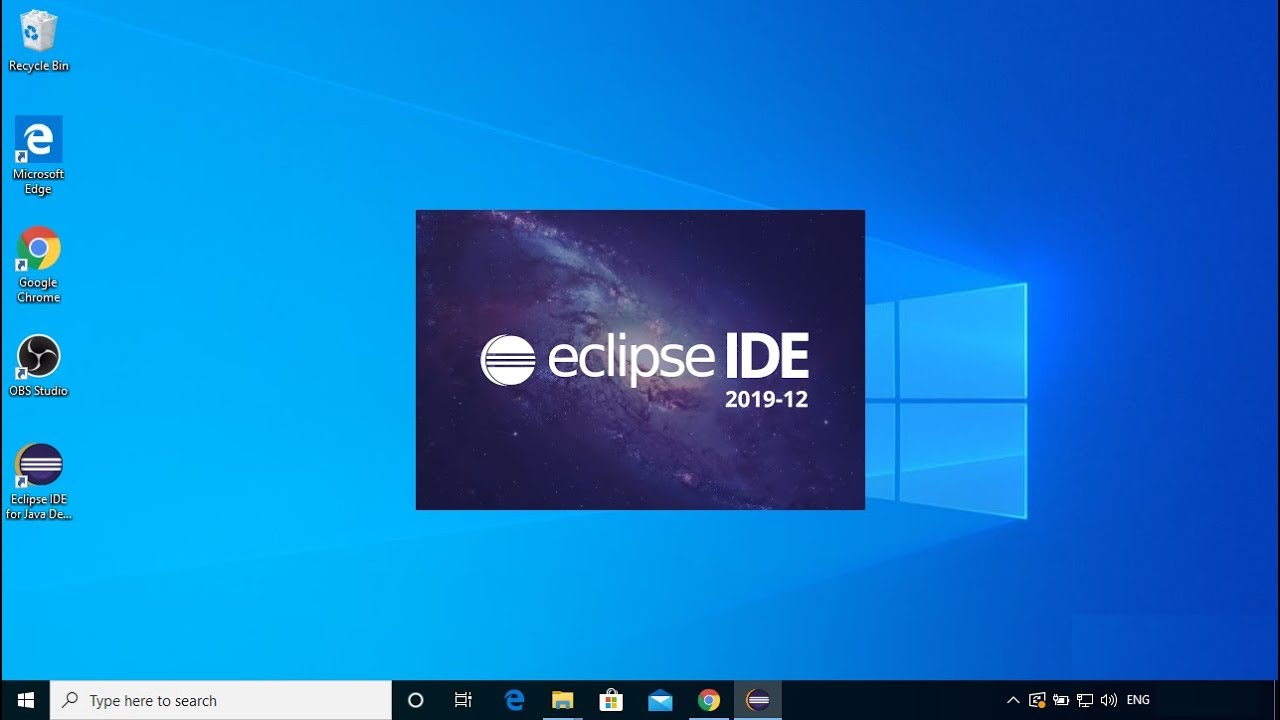 Recycle Bin
Microsoft
Edge
Google
Chrome
OBS Studio
Eclipse IDE
for Java De...
eclipse IDE
2019-12
Type here to search
ENG